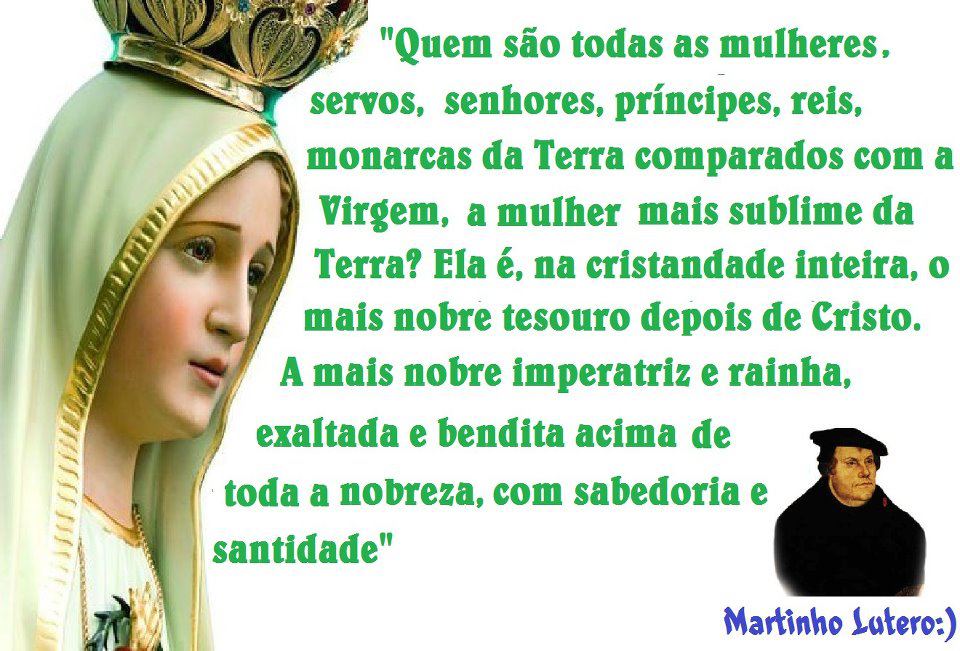 "Quem são todas as mulheres,
servos, senhores, príncipes, reis,
monarcas da Terra comparados com a
Virgem, a mulher mais sublime da
Terra? Ela é, na cristandade inteira, o
mais nobre tesouro depois de Cristo.
A mais nobre imperatriz e rainha,
exaltada e bendita acima de
toda a nobreza, com sabedoria e
santidade"
Martinho Lutero:)